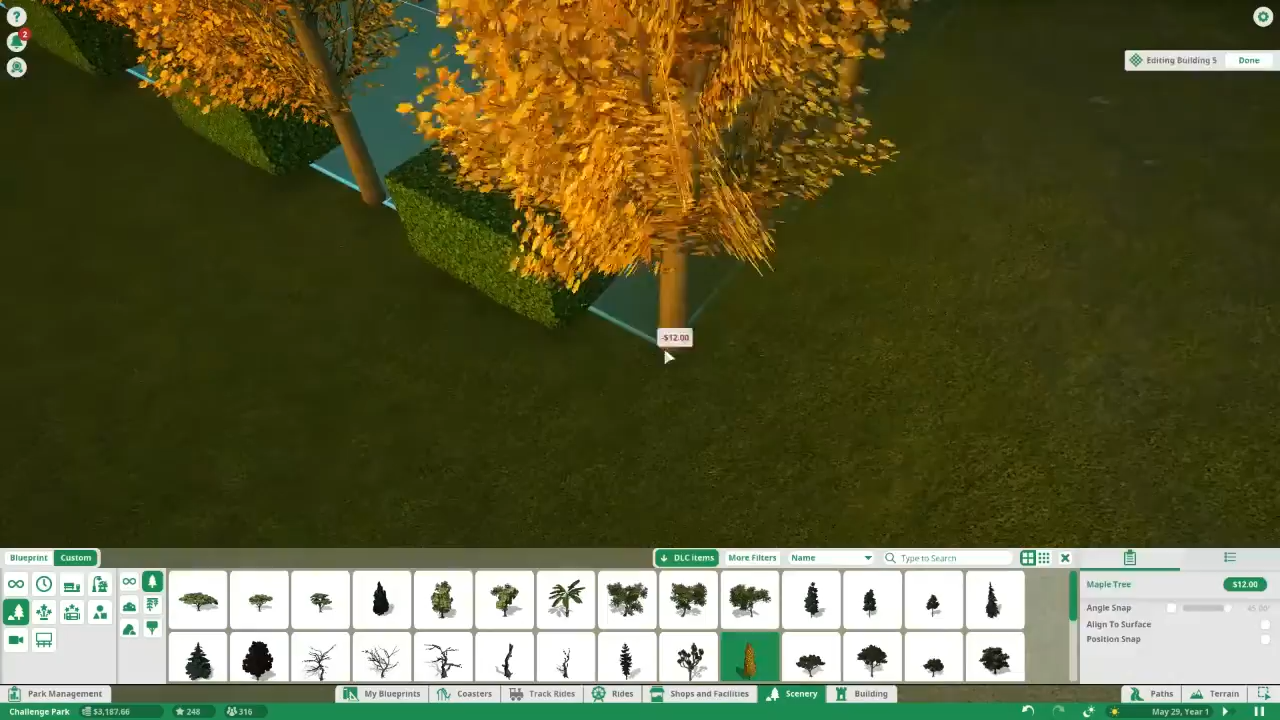 ?
2
Editing Building 5 Done
-$12.00
Blueprint Custom
DLC items More Filters Name Type to Search
Maple Tree $12.00
Angle Snap 45.00°
Align To Surface
Position Snap
Park Management My Blueprints Coasters Track Rides Rides Shops and Facilities Scenery Building Paths Terrain
Challenge Park $3,187.66 248 316 May 29, Year 1